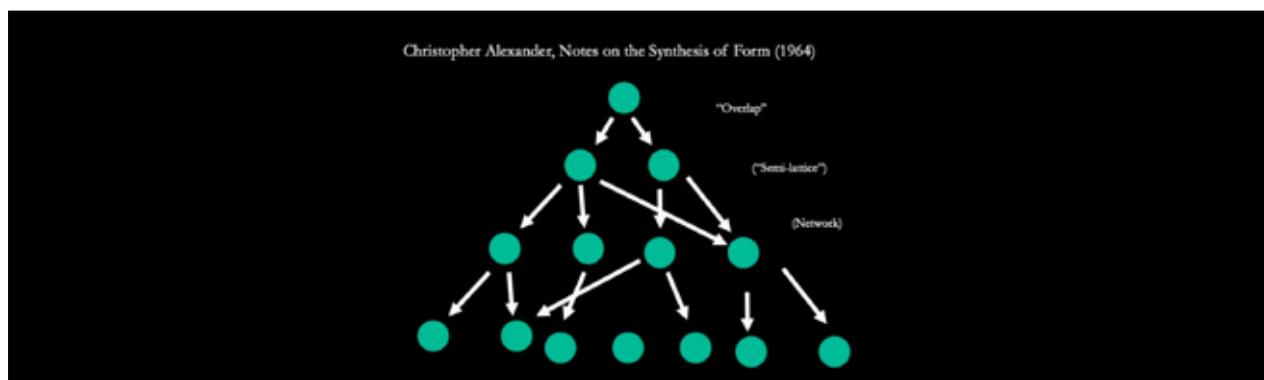 Christopher Alexander, Notes on the Synthesis of Form (1964)
“Overlap”
(“Semi-lattice”)
(Network)